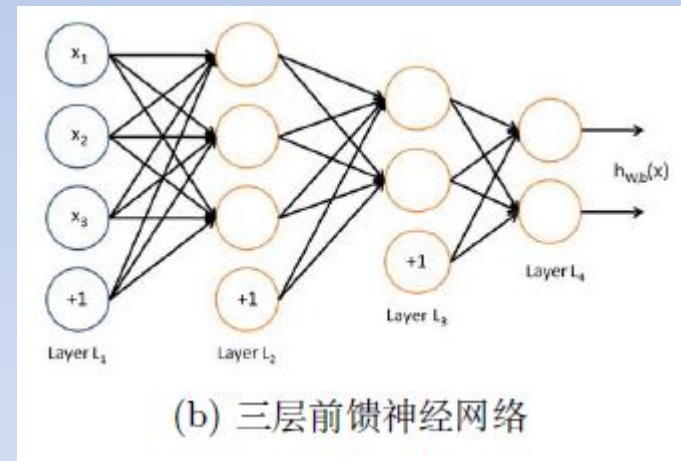 x₁
x₂
x₃
+1
+1
+1
h_{W,b}(x)
Layer L₁
Layer L₂
Layer L₃
Layer L₄
(b) 三层前馈神经网络